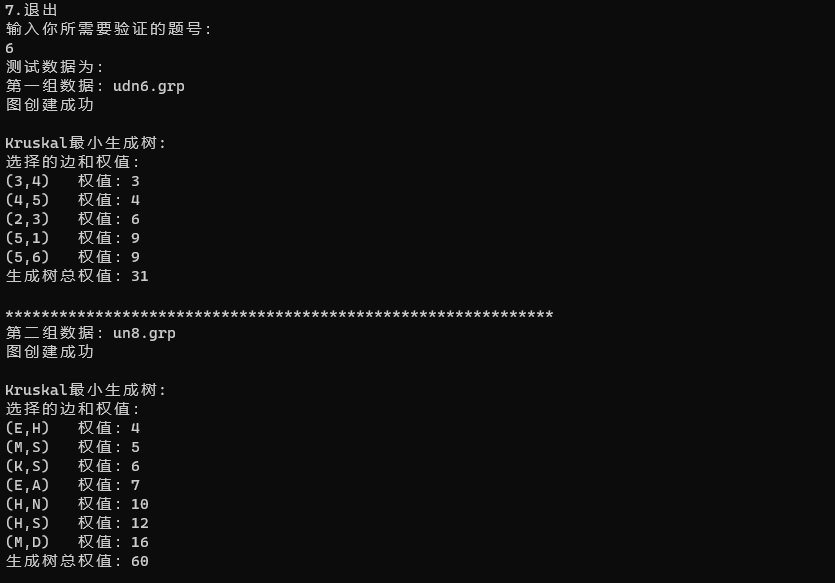 7.退出
输入你所需要验证的题号:
6
测试数据为:
第一组数据: udn6.grp
图创建成功
Kruskal最小生成树:
选择的边和权值:
(3,4)   权值: 3
(4,5)   权值: 4
(2,3)   权值: 6
(5,1)   权值: 9
(5,6)   权值: 9
生成树总权值: 31
*************************************************************
第二组数据: un8.grp
图创建成功
Kruskal最小生成树:
选择的边和权值:
(E,H)   权值: 4
(M,S)   权值: 5
(K,S)   权值: 6
(E,A)   权值: 7
(H,N)   权值: 10
(H,S)   权值: 12
(M,D)   权值: 16
生成树总权值: 60